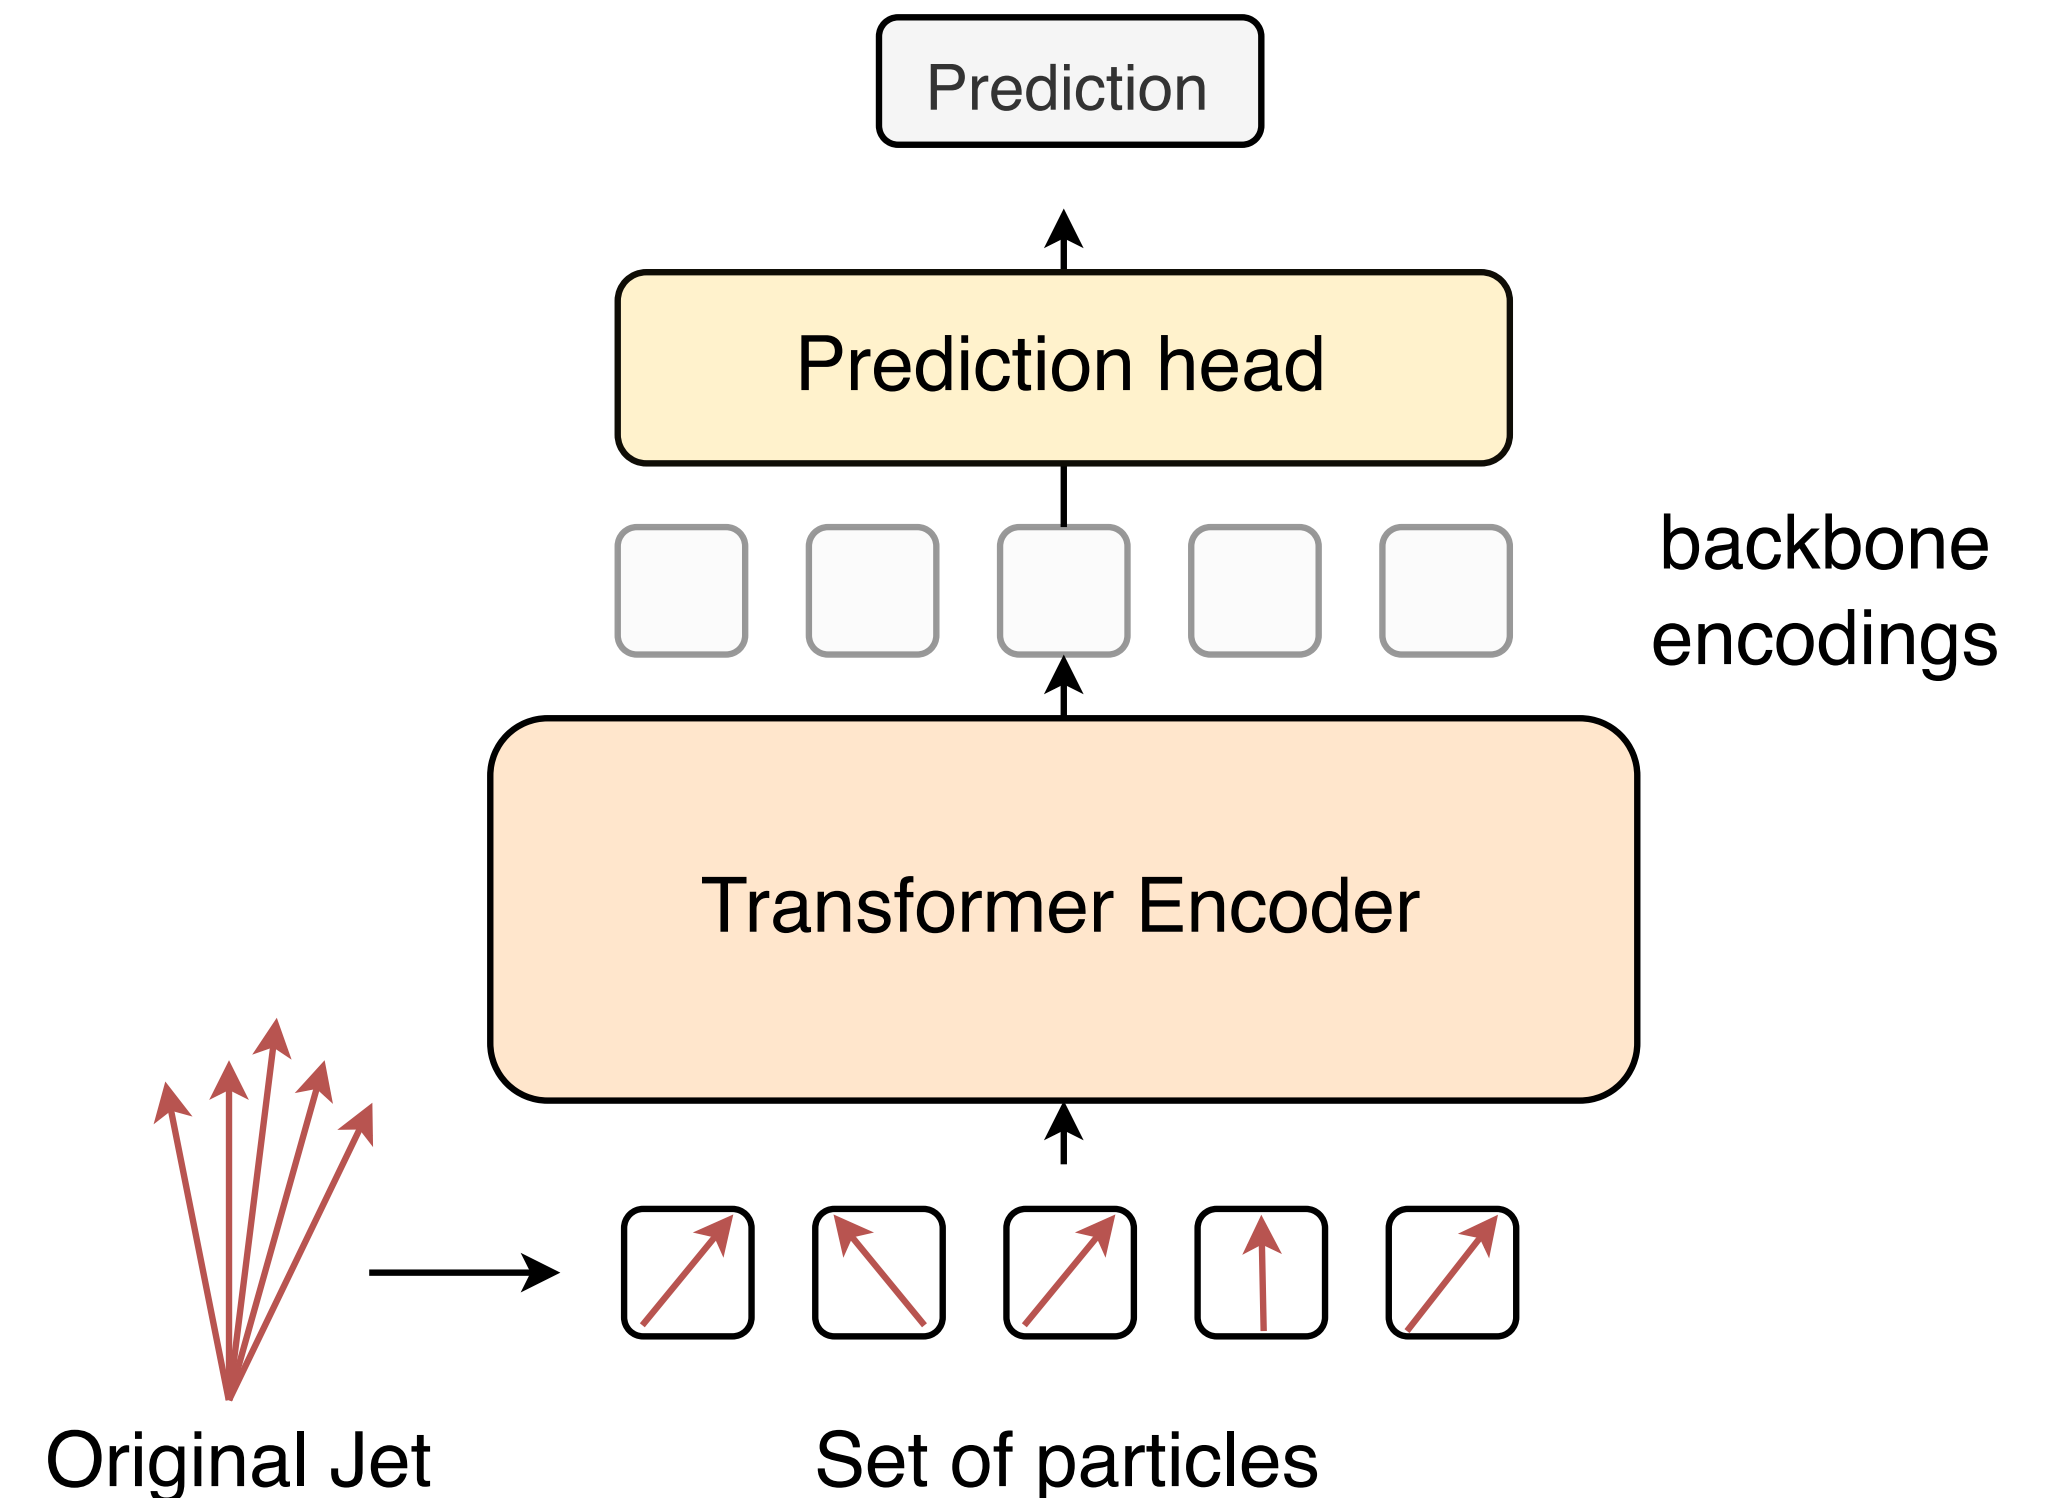 Prediction
Prediction head
backbone
encodings
Transformer Encoder
Original Jet
Set of particles